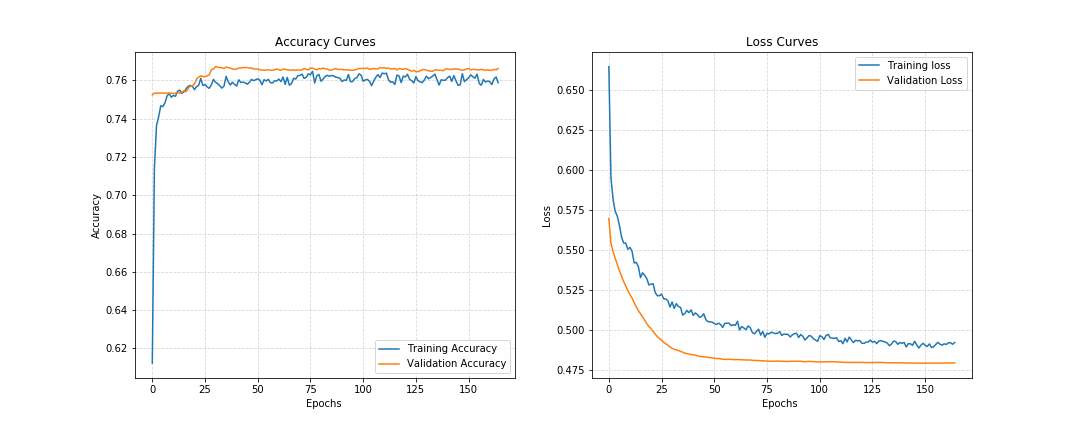 Accuracy Curves
0.76
0.74
0.72
0.70
0.68
0.66
0.64
0.62
Accuracy
0 25 50 75 100 125 150
Epochs
Training Accuracy
Validation Accuracy
Loss Curves
0.650
0.625
0.600
0.575
0.550
0.525
0.500
0.475
Loss
0 25 50 75 100 125 150
Epochs
Training loss
Validation Loss